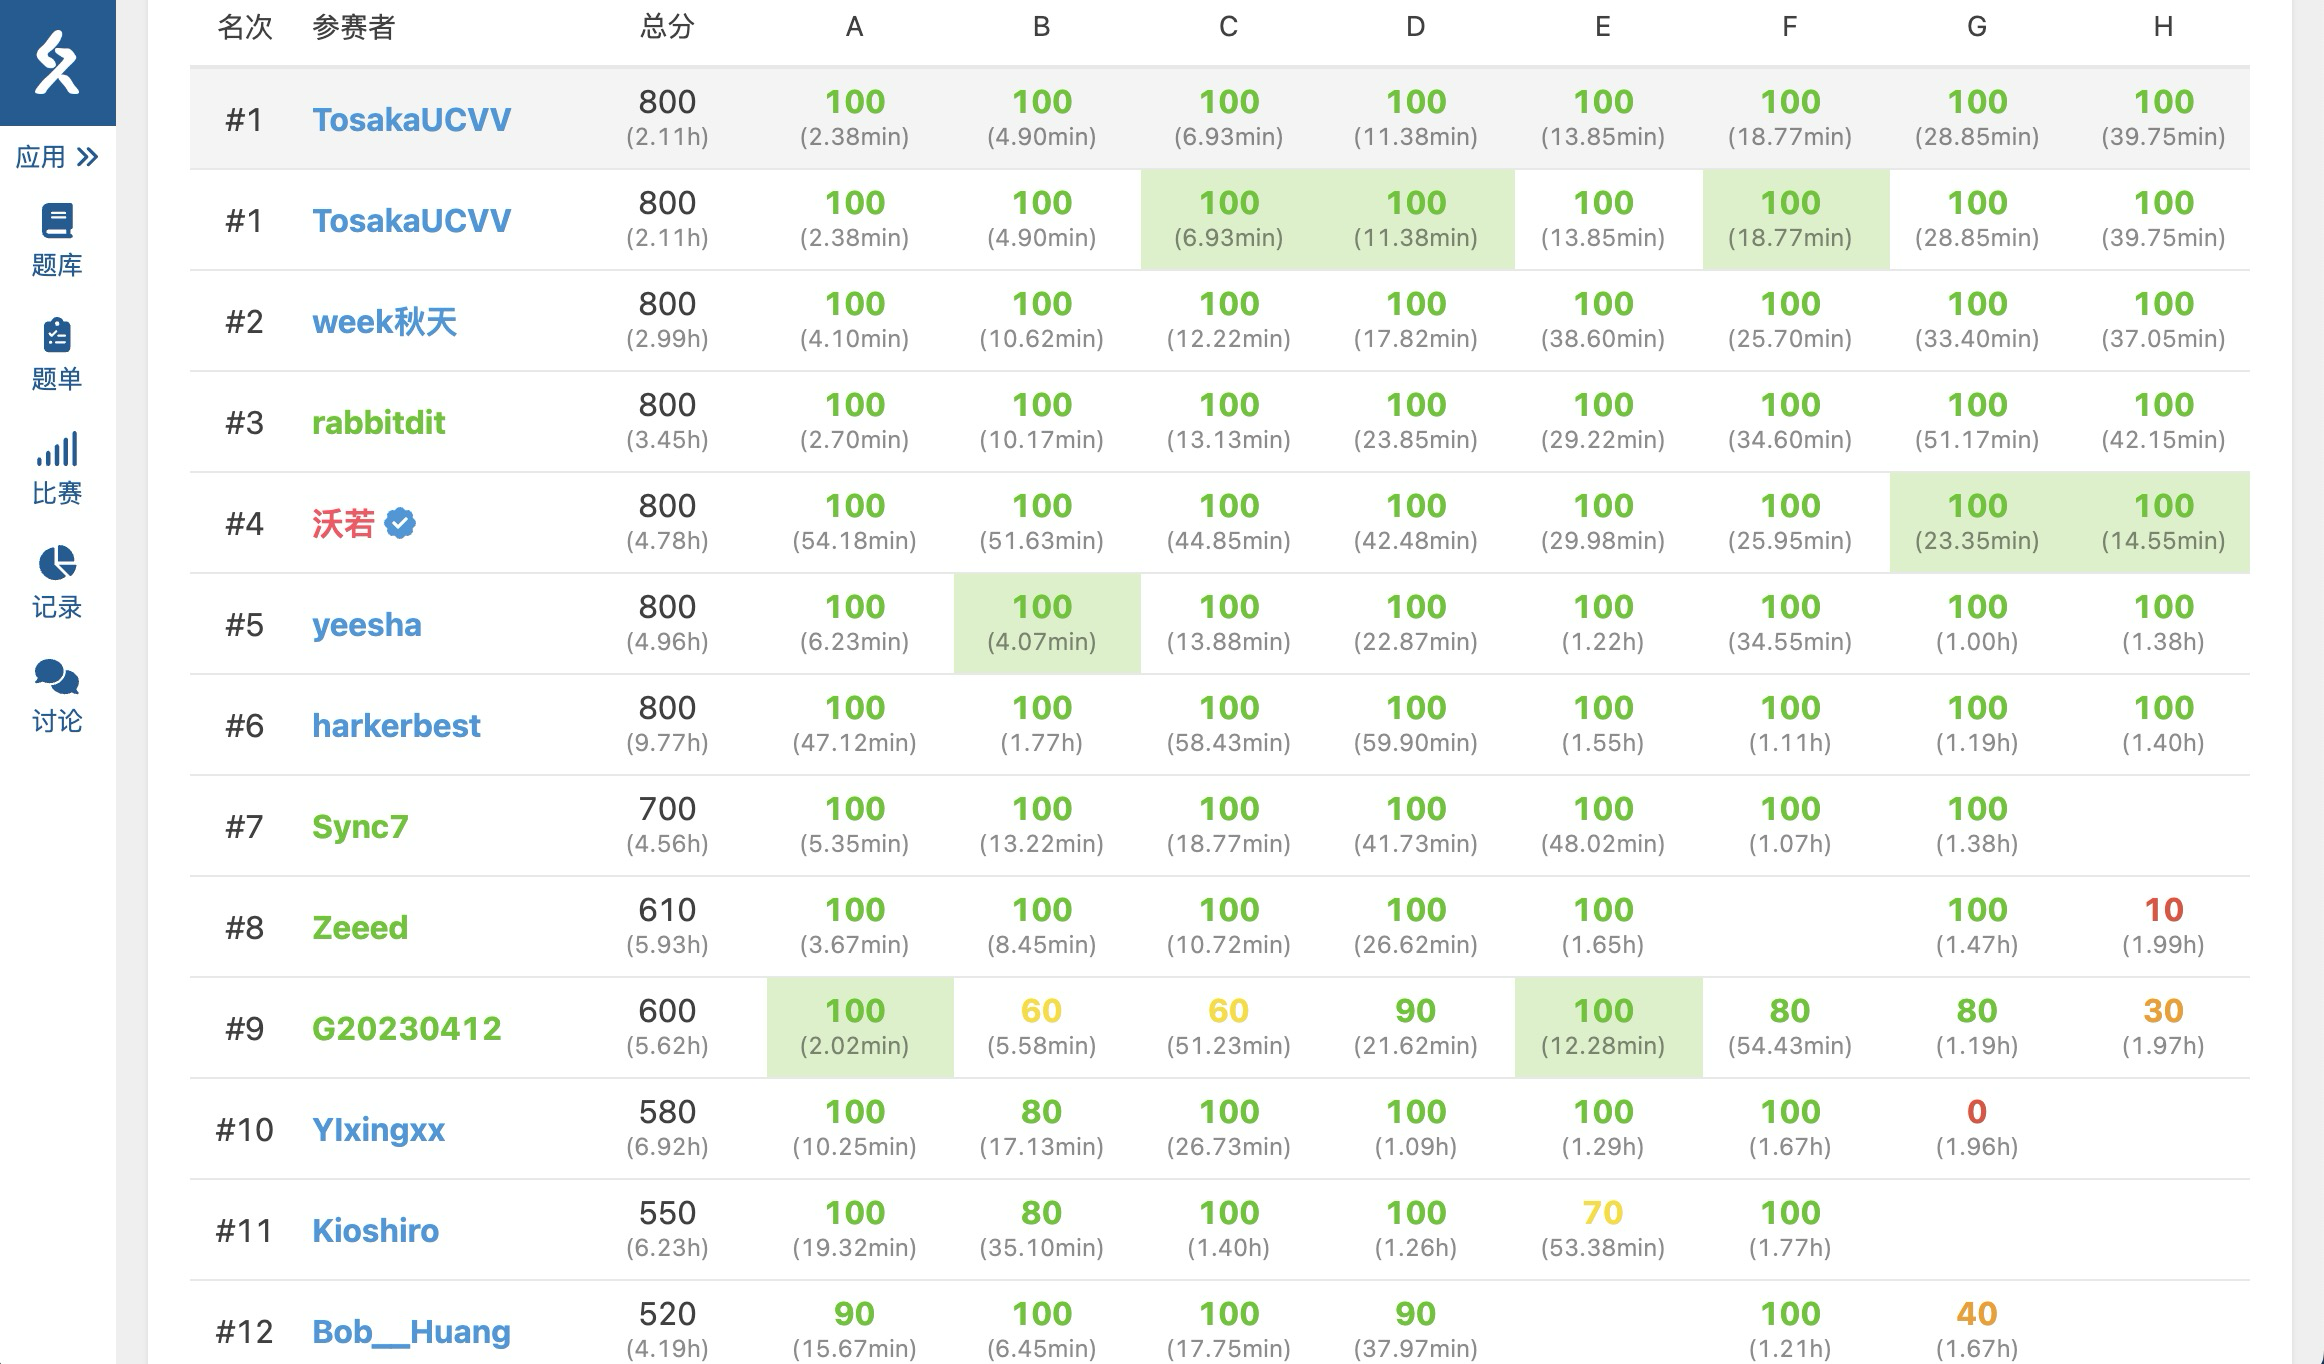 名次 参赛者 总分 A B C D E F G H
#1 TosakaUCVV 800 100 100 100 100 100 100 100 100
(2.11h) (2.38min) (4.90min) (6.93min) (11.38min) (13.85min) (18.77min) (28.85min) (39.75min)
应用
#1 TosakaUCVV 800 100 100 100 100 100 100 100 100
(2.11h) (2.38min) (4.90min) (6.93min) (11.38min) (13.85min) (18.77min) (28.85min) (39.75min)
题库
#2 week秋天 800 100 100 100 100 100 100 100 100
(2.99h) (4.10min) (10.62min) (12.22min) (17.82min) (38.60min) (25.70min) (33.40min) (37.05min)
题单
#3 rabbitdit 800 100 100 100 100 100 100 100 100
(3.45h) (2.70min) (10.17min) (13.13min) (23.85min) (29.22min) (34.60min) (51.17min) (42.15min)
比赛
#4 沃若 800 100 100 100 100 100 100 100 100
(4.78h) (54.18min) (51.63min) (44.85min) (42.48min) (29.98min) (25.95min) (23.35min) (14.55min)
记录
#5 yeesha 800 100 100 100 100 100 100 100 100
(4.96h) (6.23min) (4.07min) (13.88min) (22.87min) (1.22h) (34.55min) (1.00h) (1.38h)
讨论
#6 harkerbest 800 100 100 100 100 100 100 100 100
(9.77h) (47.12min) (1.77h) (58.43min) (59.90min) (1.55h) (1.11h) (1.19h) (1.40h)
#7 Sync7 700 100 100 100 100 100 100 100
(4.56h) (5.35min) (13.22min) (18.77min) (41.73min) (48.02min) (1.07h) (1.38h)
#8 Zeeed 610 100 100 100 100 100 100 10
(5.93h) (3.67min) (8.45min) (10.72min) (26.62min) (1.65h) (1.47h) (1.99h)
#9 G20230412 600 100 60 60 90 100 80 80 30
(5.62h) (2.02min) (5.58min) (51.23min) (21.62min) (12.28min) (54.43min) (1.19h) (1.97h)
#10 YIxingxx 580 100 80 100 100 100 100 0
(6.92h) (10.25min) (17.13min) (26.73min) (1.09h) (1.29h) (1.67h) (1.96h)
#11 Kioshiro 550 100 80 100 100 70 100
(6.23h) (19.32min) (35.10min) (1.40h) (1.26h) (53.38min) (1.77h)
#12 Bob__Huang 520 90 100 100 90 100 40
(4.19h) (15.67min) (6.45min) (17.75min) (37.97min) (1.21h) (1.67h)